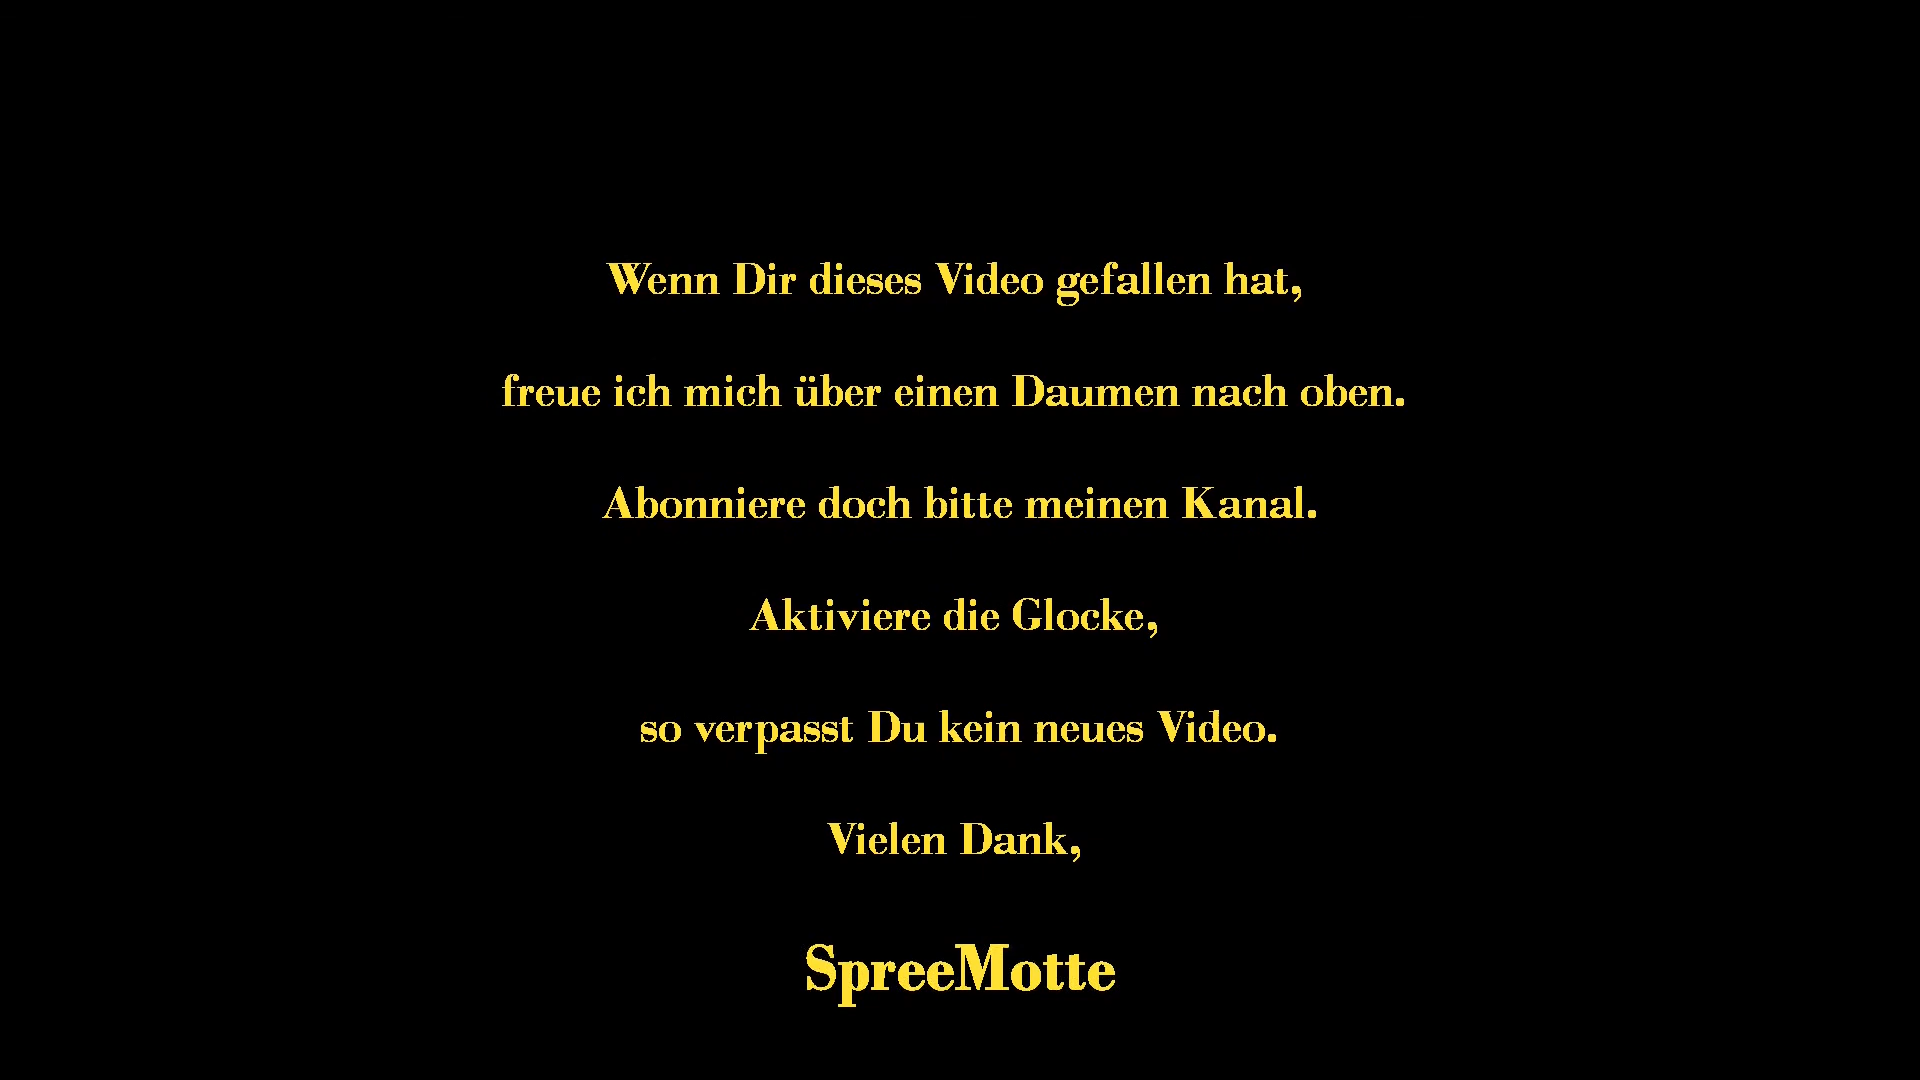 Wenn Dir dieses Video gefallen hat,
freue ich mich über einen Daumen nach oben.
Abonniere doch bitte meinen Kanal.
Aktiviere die Glocke,
so verpasst Du kein neues Video.
Vielen Dank,
SpreeMotte